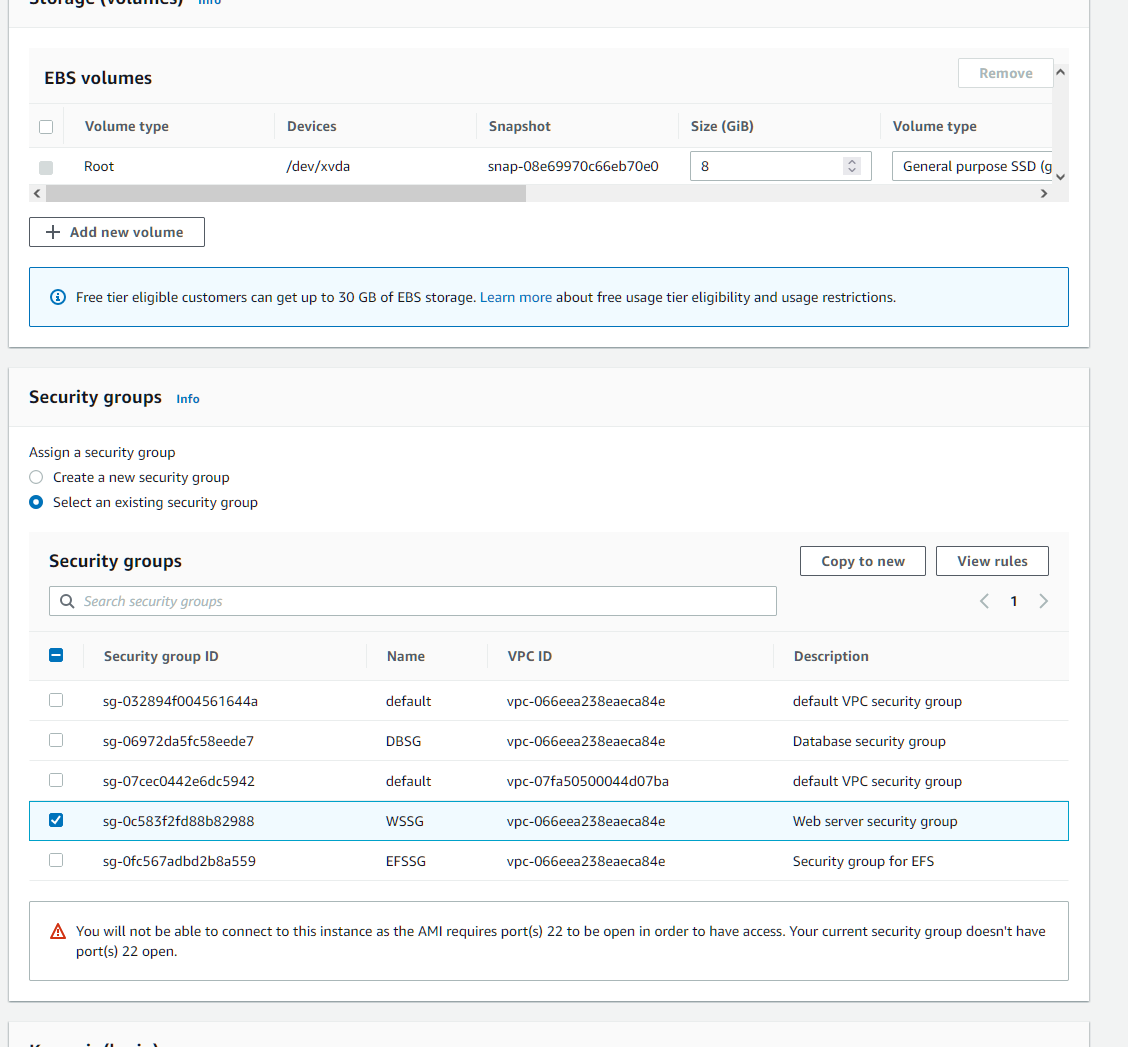 Storage (volumes) Info
EBS volumes
Remove
Volume type Devices Snapshot Size (GiB) Volume type
Root /dev/xvda snap-08e69970c66eb70e0 8 General purpose SSD (g
Add new volume
Free tier eligible customers can get up to 30 GB of EBS storage. Learn more about free usage tier eligibility and usage restrictions.
Security groups Info
Assign a security group
Create a new security group
Select an existing security group
Security groups
Copy to new View rules
Search security groups
1
Security group ID Name VPC ID Description
sg-032894f004561644a default vpc-066eea238eaeca84e default VPC security group
sg-06972da5fc58eede7 DBSG vpc-066eea238eaeca84e Database security group
sg-07cec0442e6dc5942 default vpc-07fa50500044d07ba default VPC security group
sg-0c583f2fd88b82988 WSSG vpc-066eea238eaeca84e Web server security group
sg-0fc567adbd2b8a559 EFSSG vpc-066eea238eaeca84e Security group for EFS
You will not be able to connect to this instance as the AMI requires port(s) 22 to be open in order to have access. Your current security group doesn't have
port(s) 22 open.